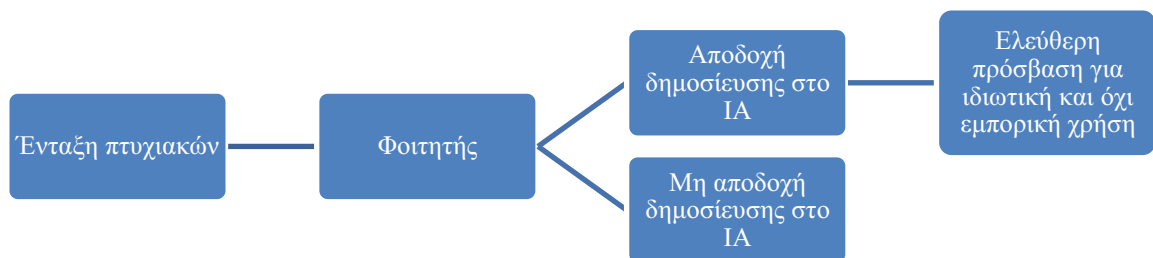 Ένταξη πτυχιακών
Φοιτητής
Αποδοχή
δημοσίευσης στο
ΙΑ
Ελεύθερη
πρόσβαση για
ιδιωτική και όχι
εμπορική χρήση
Μη αποδοχή
δημοσίευσης στο
ΙΑ